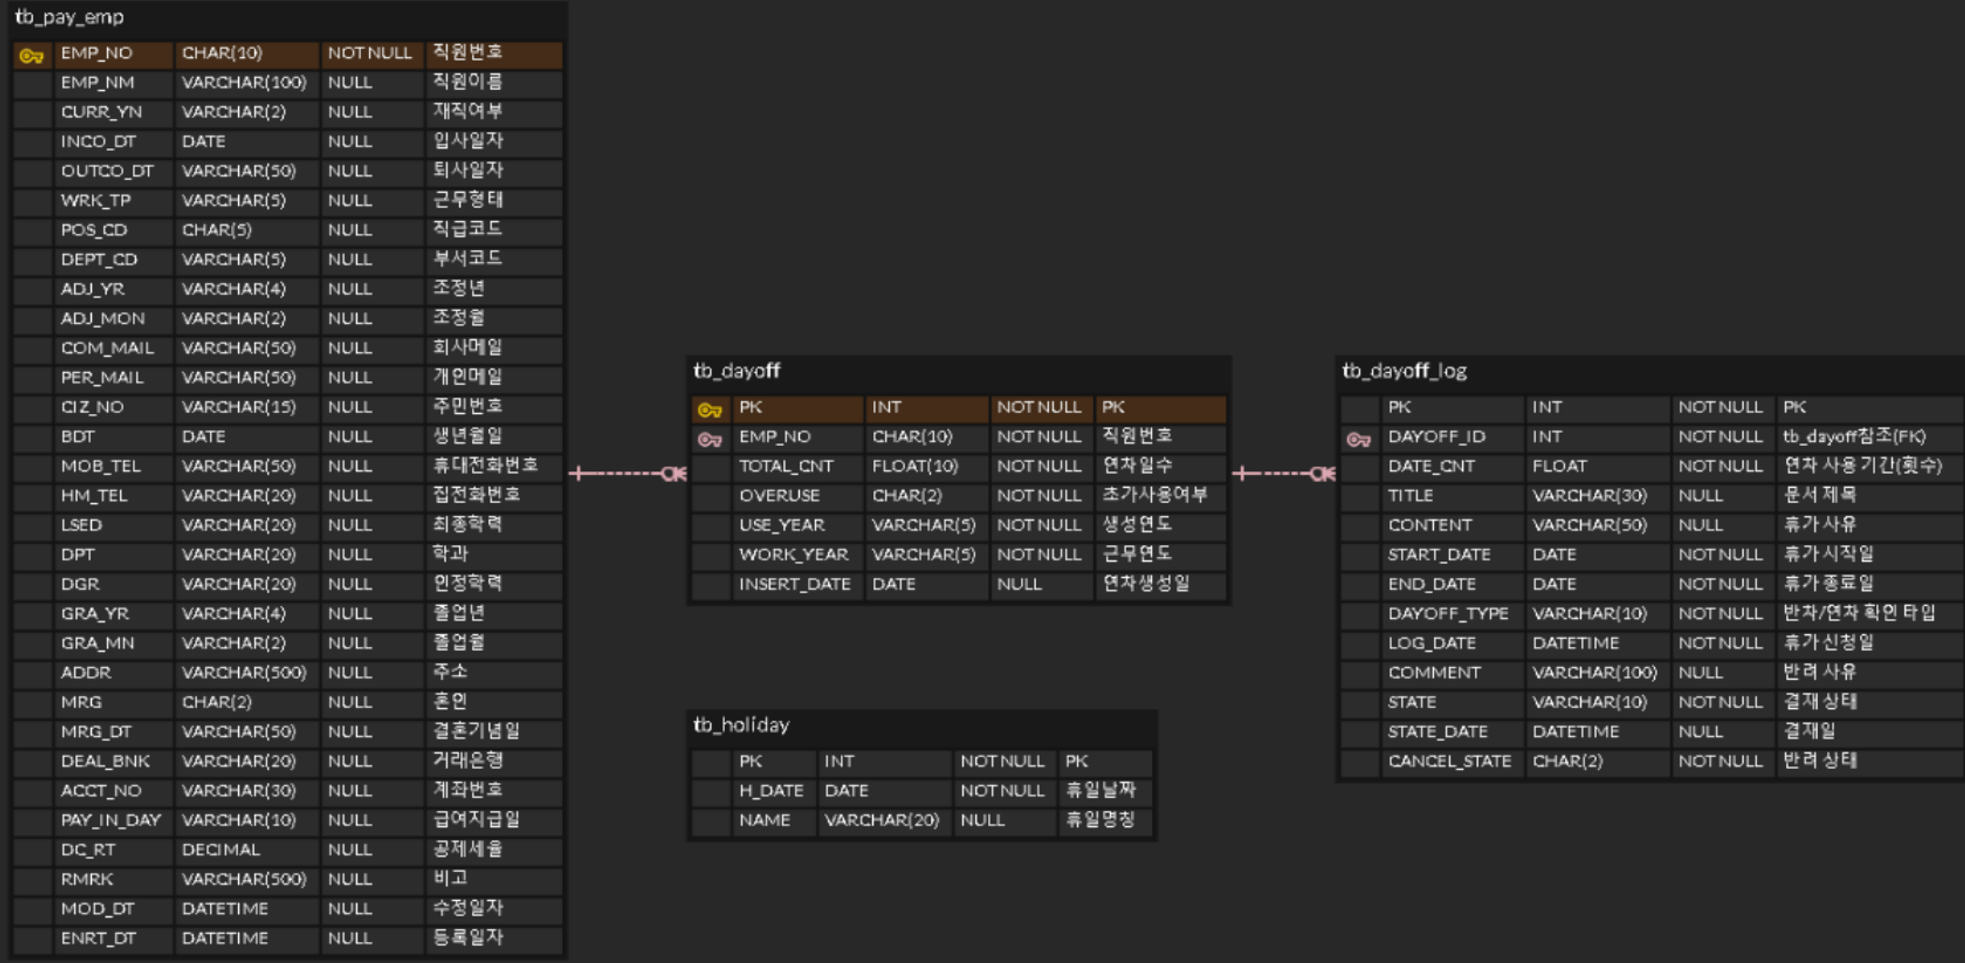 tb_pay_emp
EMP_NO CHAR(10) NOT NULL 직원번호
EMP_NM VARCHAR(100) NULL 직원이름
CURR_YN VARCHAR(2) NULL 재직여부
INCO_DT DATE NULL 입사일자
OUTCO_DT VARCHAR(50) NULL 퇴사일자
WRK_TP VARCHAR(5) NULL 근무형태
POS_CD CHAR(5) NULL 직급코드
DEPT_CD VARCHAR(5) NULL 부서코드
ADJ_YR VARCHAR(4) NULL 조정년
ADJ_MON VARCHAR(2) NULL 조정월
COM_MAIL VARCHAR(50) NULL 회사메일
PER_MAIL VARCHAR(50) NULL 개인메일
CIZ_NO VARCHAR(15) NULL 주민번호
BDT DATE NULL 생년월일
MOB_TEL VARCHAR(50) NULL 휴대전화번호
HM_TEL VARCHAR(20) NULL 집전화번호
LSED VARCHAR(20) NULL 최종학력
DPT VARCHAR(20) NULL 학과
DGR VARCHAR(20) NULL 인정학력
GRA_YR VARCHAR(4) NULL 졸업년
GRA_MN VARCHAR(2) NULL 졸업월
ADDR VARCHAR(500) NULL 주소
MRG CHAR(2) NULL 혼인
MRG_DT VARCHAR(50) NULL 결혼기념일
DEAL_BNK VARCHAR(20) NULL 거래은행
ACCT_NO VARCHAR(30) NULL 계좌번호
PAY_IN_DAY VARCHAR(10) NULL 급여지급일
DC_RT DECIMAL NULL 공제세율
RMRK VARCHAR(500) NULL 비고
MOD_DT DATETIME NULL 수정일자
ENRT_DT DATETIME NULL 등록일자
tb_dayoff
PK INT NOT NULL PK
EMP_NO CHAR(10) NOT NULL 직원번호
TOTAL_CNT FLOAT(10) NOT NULL 연차일수
OVERUSE CHAR(2) NOT NULL 초가사용여부
USE_YEAR VARCHAR(5) NOT NULL 생성연도
WORK_YEAR VARCHAR(5) NOT NULL 근무연도
INSERT_DATE DATE NULL 연차생성일
tb_holiday
PK INT NOT NULL PK
H_DATE DATE NOT NULL 휴일날짜
NAME VARCHAR(20) NULL 휴일명칭
tb_dayoff_log
PK INT NOT NULL PK
DAYOFF_ID INT NOT NULL tb_dayoff참조(FK)
DATE_CNT FLOAT NOT NULL 연차 사용 기간(횟수)
TITLE VARCHAR(30) NULL 문서 제목
CONTENT VARCHAR(50) NULL 휴가 사유
START_DATE DATE NOT NULL 휴가 시작일
END_DATE DATE NOT NULL 휴가 종료일
DAYOFF_TYPE VARCHAR(10) NOT NULL 반차/연차 확인 타입
LOG_DATE DATETIME NOT NULL 휴가 신청일
COMMENT VARCHAR(100) NULL 반려 사유
STATE VARCHAR(10) NOT NULL 결재 상태
STATE_DATE DATETIME NULL 결재일
CANCEL_STATE CHAR(2) NOT NULL 반려 상태